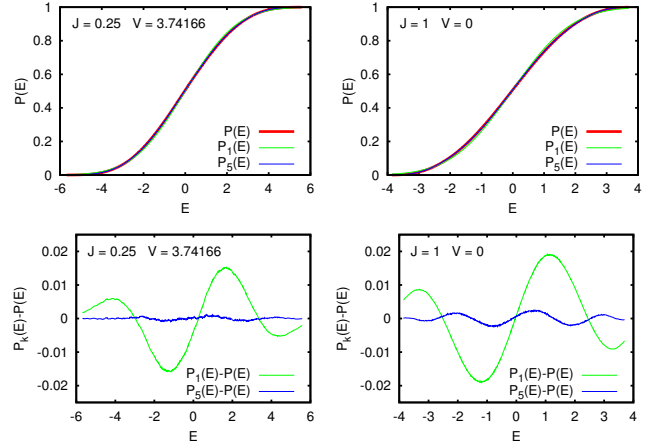 J = 0.25 V = 3.74166
P(E)
P(E)
P₁(E)
P₅(E)
0
0.2
0.4
0.6
0.8
1
-6
-4
-2
0
2
4
6
E
J = 1 V = 0
P(E)
P(E)
P₁(E)
P₅(E)
0
0.2
0.4
0.6
0.8
1
-4
-3
-2
-1
0
1
2
3
4
E
J = 0.25 V = 3.74166
Pₖ(E)-P(E)
P₁(E)-P(E)
P₅(E)-P(E)
-0.02
-0.01
0
0.01
0.02
-6
-4
-2
0
2
4
6
E
J = 1 V = 0
Pₖ(E)-P(E)
P₁(E)-P(E)
P₅(E)-P(E)
-0.02
-0.01
0
0.01
0.02
-4
-3
-2
-1
0
1
2
3
4
E